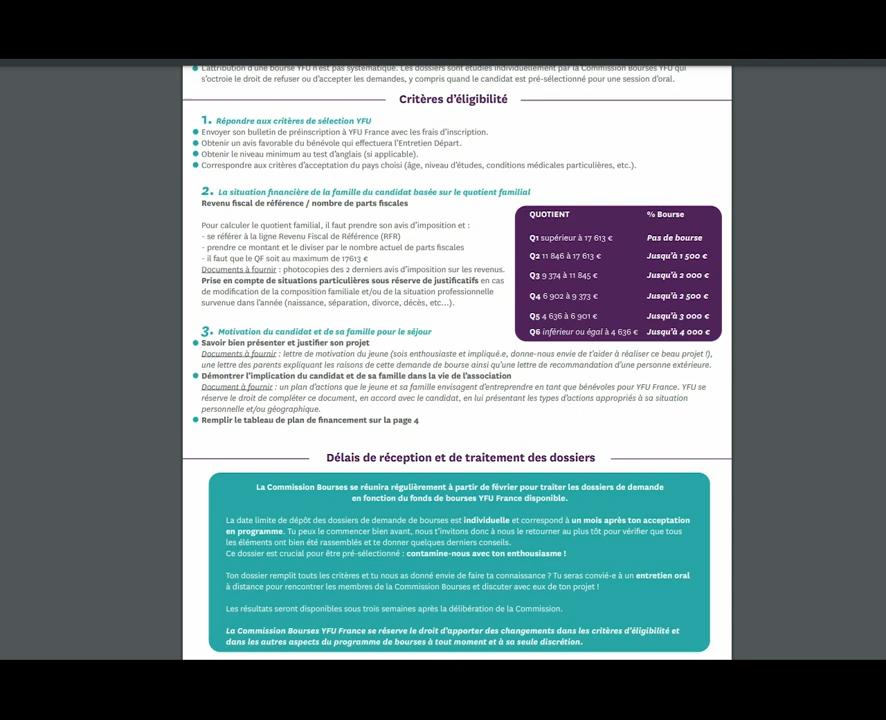 L'attribution d'une bourse YFU n'est pas systématique. Les dossiers sont étudiés individuellement par la Commission Bourses YFU qui
s'octroie le droit de refuser ou d'accepter les demandes, y compris quand le candidat est pré-sélectionné pour une session d'oral.
Critères d'éligibilité
1. Répondre aux critères de sélection YFU
Envoyer son bulletin de préinscription à YFU France avec les frais d'inscription.
Obtenir un avis favorable du bénévole qui effectuera l'Entretien Départ.
Obtenir le niveau minimum au test d'anglais (si applicable).
Correspondre aux critères d'acceptation du pays choisi (âge, niveau d'études, conditions médicales particulières, etc.).
2. La situation financière de la famille du candidat basée sur le quotient familial
Revenu fiscal de référence / nombre de parts fiscales
Pour calculer le quotient familial, il faut prendre son avis d'imposition et :
- se référer à la ligne Revenu Fiscal de Référence (RFR)
- prendre ce montant et le diviser par le nombre actuel de parts fiscales
- il faut que le QF soit au maximum de 17613 €
Documents à fournir : photocopies des 2 derniers avis d'imposition sur les revenus.
Prise en compte de situations particulières sous réserve de justificatifs en cas
de modification de la composition familiale et/ou de la situation professionnelle
survenue dans l'année (naissance, séparation, divorce, décès, etc...).
QUOTIENT % Bourse
Q1 supérieur à 17 613 € Pas de bourse
Q2 11 846 à 17 613 € Jusqu'à 1 500 €
Q3 9 374 à 11 845 € Jusqu'à 2 000 €
Q4 6 902 à 9 373 € Jusqu'à 2 500 €
Q5 4 636 à 6 901 € Jusqu'à 3 000 €
Q6 inférieur ou égal à 4 636 € Jusqu'à 4 000 €
3. Motivation du candidat et de sa famille pour le séjour
Savoir bien présenter et justifier son projet
Documents à fournir : lettre de motivation du jeune (sois enthousiaste et impliqué.e, donne-nous envie de t'aider à réaliser ce beau projet !),
une lettre des parents expliquant les raisons de cette demande de bourse ainsi qu'une lettre de recommandation d'une personne extérieure.
Démontrer l'implication du candidat et de sa famille dans la vie de l'association
Document à fournir : un plan d'actions que le jeune et sa famille envisagent d'entreprendre en tant que bénévoles pour YFU France. YFU se
réserve le droit de compléter ce document, en accord avec le candidat, en lui présentant les types d'actions appropriés à sa situation
personnelle et/ou géographique.
Remplir le tableau de plan de financement sur la page 4
Délais de réception et de traitement des dossiers
La Commission Bourses se réunira régulièrement à partir de février pour traiter les dossiers de demande
en fonction du fonds de bourses YFU France disponible.
La date limite de dépôt des dossiers de demande de bourses est individuelle et correspond à un mois après ton acceptation
en programme. Tu peux le commencer bien avant, nous t'invitons donc à nous le retourner au plus tôt pour vérifier que tous
les éléments ont bien été rassemblés et te donner quelques derniers conseils.
Ce dossier est crucial pour être pré-sélectionné : contamine-nous avec ton enthousiasme !
Ton dossier remplit touts les critères et tu nous as donné envie de faire ta connaissance ? Tu seras convié-e à un entretien oral
à distance pour rencontrer les membres de la Commission Bourses et discuter avec eux de ton projet !
Les résultats seront disponibles sous trois semaines après la délibération de la Commission.
La Commission Bourses YFU France se réserve le droit d'apporter des changements dans les critères d'éligibilité et
dans les autres aspects du programme de bourses à tout moment et à sa seule discrétion.